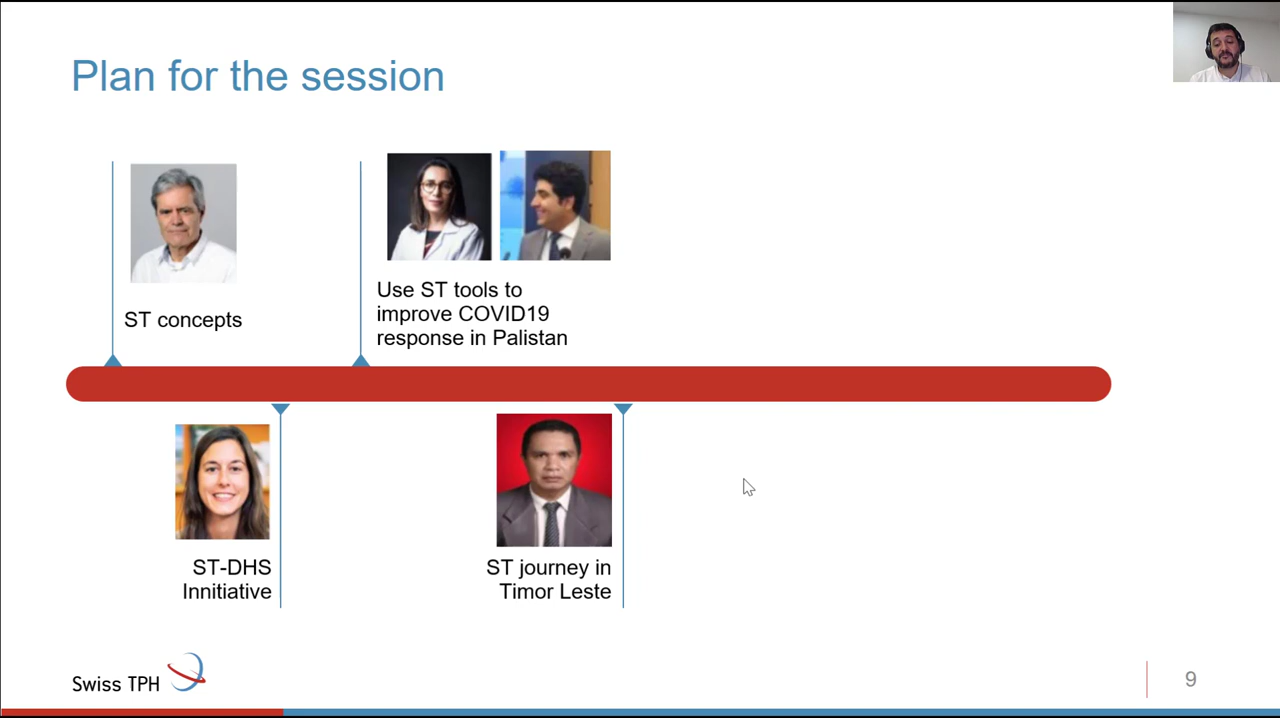 Plan for the session
ST concepts
Use ST tools to
improve COVID19
response in Palistan
ST-DHS
Innitiative
ST journey in
Timor Leste
Swiss TPH
9